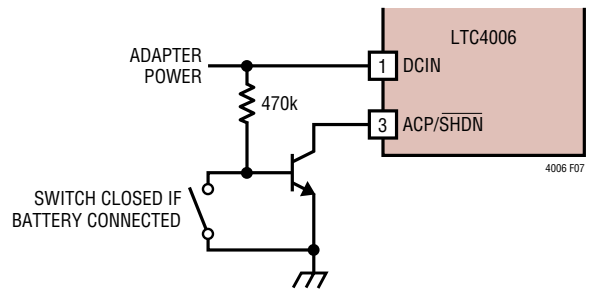 LTC4006
ADAPTER
POWER
1
DCIN
470k
3
ACP/SHDN
4006 F07
SWITCH CLOSED IF
BATTERY CONNECTED